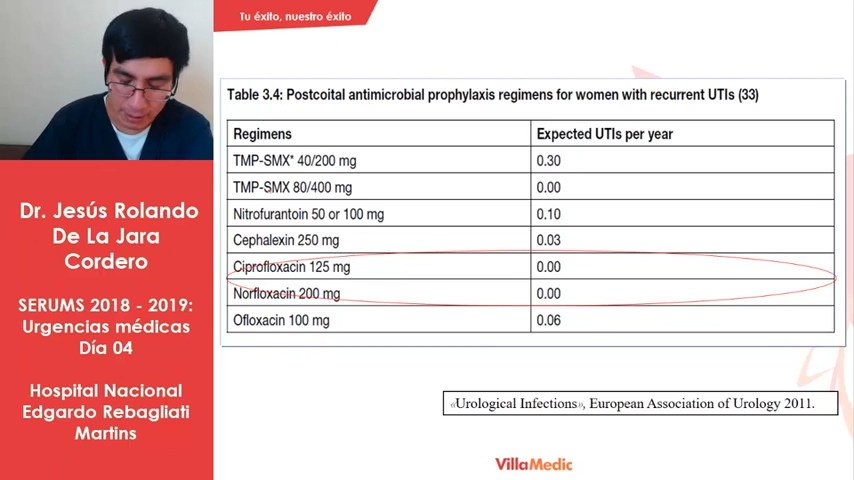 Tu éxito, nuestro éxito
Dr. Jesús Rolando
De La Jara
Cordero
SERUMS 2018 - 2019:
Urgencias médicas
Día 04
Hospital Nacional
Edgardo Rebagliati
Martins
Table 3.4: Postcoital antimicrobial prophylaxis regimens for women with recurrent UTIs (33)
Regimens Expected UTIs per year
TMP-SMX* 40/200 mg 0.30
TMP-SMX 80/400 mg 0.00
Nitrofurantoin 50 or 100 mg 0.10
Cephalexin 250 mg 0.03
Ciprofloxacin 125 mg 0.00
Norfloxacin 200 mg 0.00
Ofloxacin 100 mg 0.06
«Urological Infections», European Association of Urology 2011.
VillaMedic